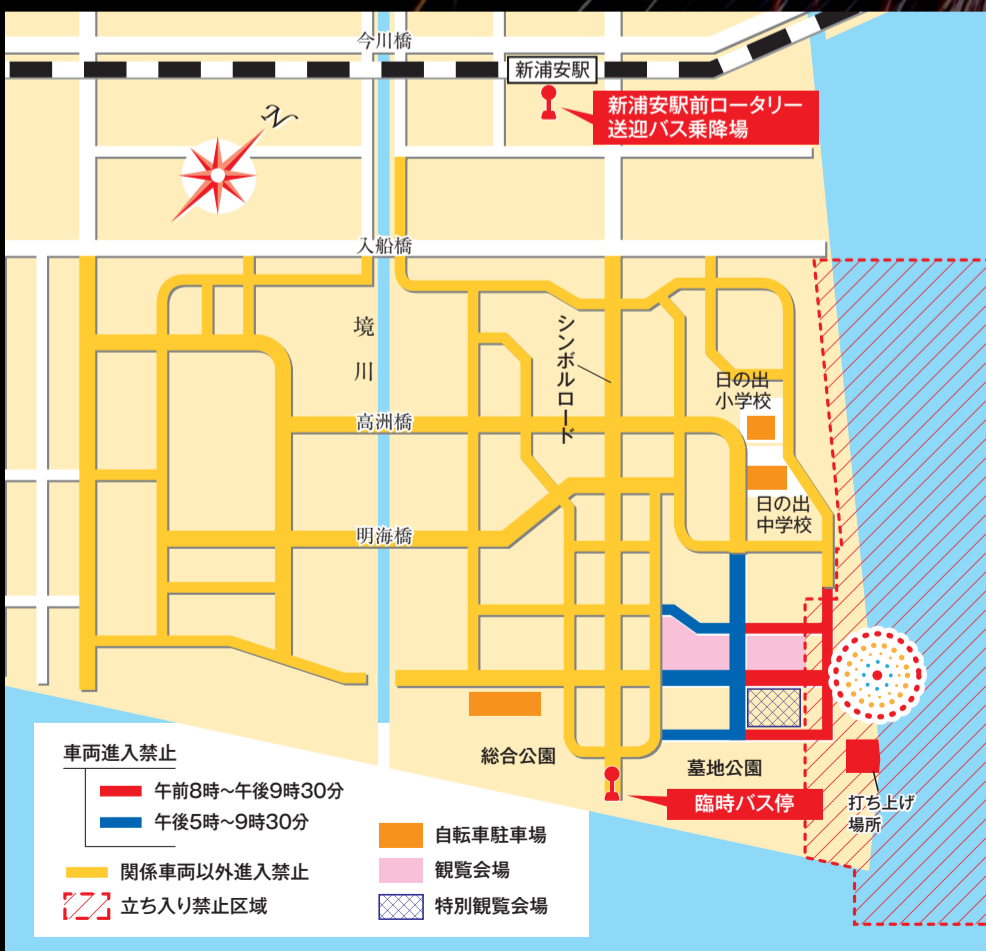 今川橋
新浦安駅
新浦安駅前ロータリー
送迎バス乗降場
N
入船橋
境川
シンボルロード
日の出
小学校
高洲橋
日の出
中学校
明海橋
総合公園
墓地公園
臨時バス停
打ち上げ
場所
車両進入禁止
午前8時〜午後9時30分
午後5時〜9時30分
関係車両以外進入禁止
立ち入り禁止区域
自転車駐車場
観覧会場
特別観覧会場